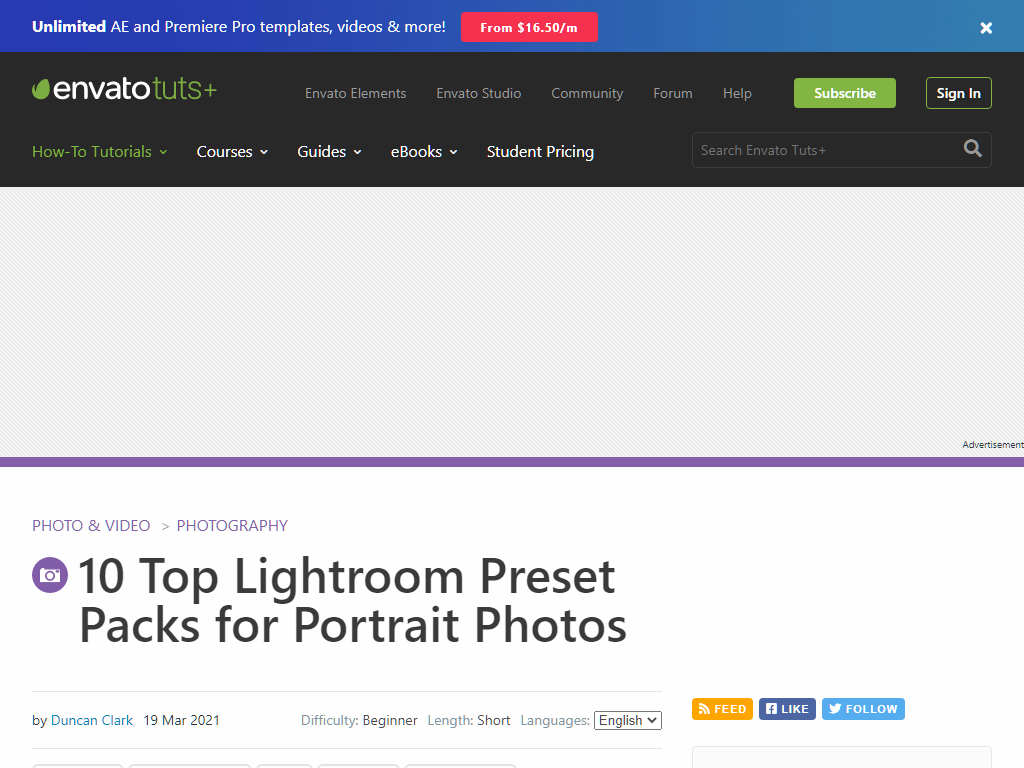 Unlimited AE and Premiere Pro templates, videos & more! From $16.50/m
envatotuts+ Envato Elements Envato Studio Community Forum Help Subscribe Sign In
How-To Tutorials Courses Guides eBooks Student Pricing Search Envato Tuts+
Advertisement
PHOTO & VIDEO > PHOTOGRAPHY
10 Top Lightroom Preset
Packs for Portrait Photos
by Duncan Clark 19 Mar 2021 Difficulty: Beginner Length: Short Languages: English FEED LIKE FOLLOW